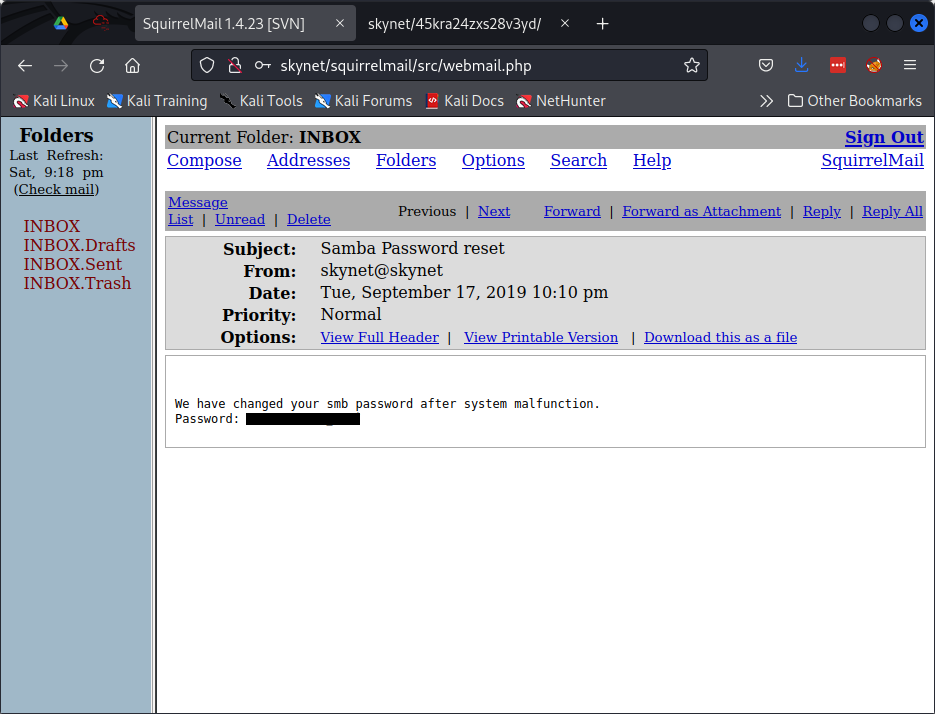 SquirrelMail 1.4.23 [SVN]
skynet/45kra24zxs28v3yd/
skynet/squirrelmail/src/webmail.php
Kali Linux
Kali Training
Kali Tools
Kali Forums
Kali Docs
NetHunter
Other Bookmarks
Folders
Last Refresh:
Sat, 9:18 pm
(Check mail)
INBOX
INBOX.Drafts
INBOX.Sent
INBOX.Trash
Current Folder: INBOX Sign Out
Compose Addresses Folders Options Search Help SquirrelMail
Message
List | Unread | Delete
Previous | Next
Forward | Forward as Attachment | Reply | Reply All
Subject: Samba Password reset
From: skynet@skynet
Date: Tue, September 17, 2019 10:10 pm
Priority: Normal
Options: View Full Header | View Printable Version | Download this as a file
We have changed your smb password after system malfunction.
Password: